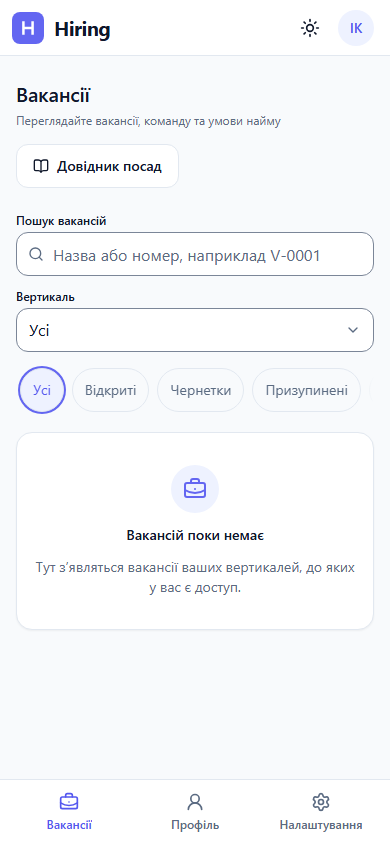 H Hiring
ІК
Вакансії
Переглядайте вакансії, команду та умови найму
Довідник посад
Пошук вакансій
Назва або номер, наприклад V-0001
Вертикаль
Усі
Усі
Відкриті
Чернетки
Призупинені
Вакансій поки немає
Тут з’являться вакансії ваших вертикалей, до яких
у вас є доступ.
Вакансії
Профіль
Налаштування